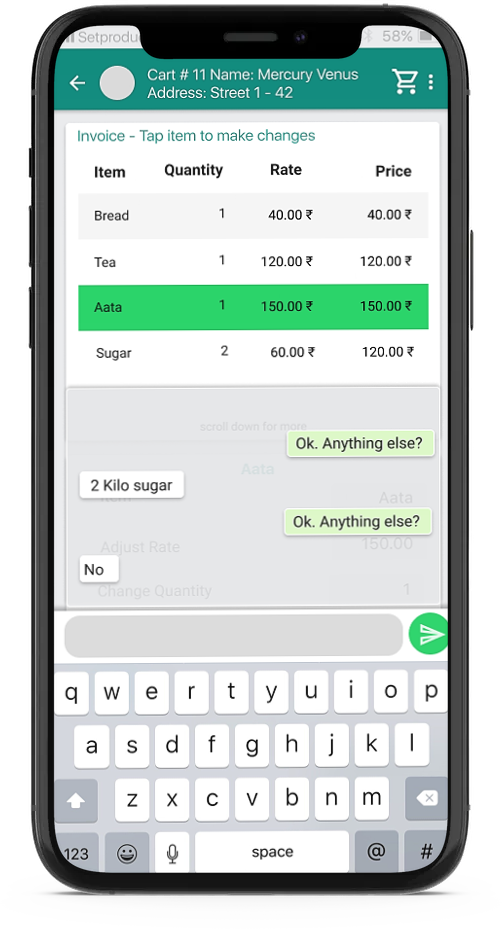 Setprodu
58%
Cart # 11 Name: Mercury Venus
Address: Street 1 - 42
Invoice - Tap item to make changes
Item Quantity Rate Price
Bread 1 40.00 ₹ 40.00 ₹
Tea 1 120.00 ₹ 120.00 ₹
Aata 1 150.00 ₹ 150.00 ₹
Sugar 2 60.00 ₹ 120.00 ₹
scroll down for more
Ok. Anything else?
Aata
2 Kilo sugar
Item Aata
Ok. Anything else?
Adjust Rate 150.00
No
Change Quantity 1
q w e r t y u i o p
a s d f g h j k l
z x c v b n m
123 space @ #